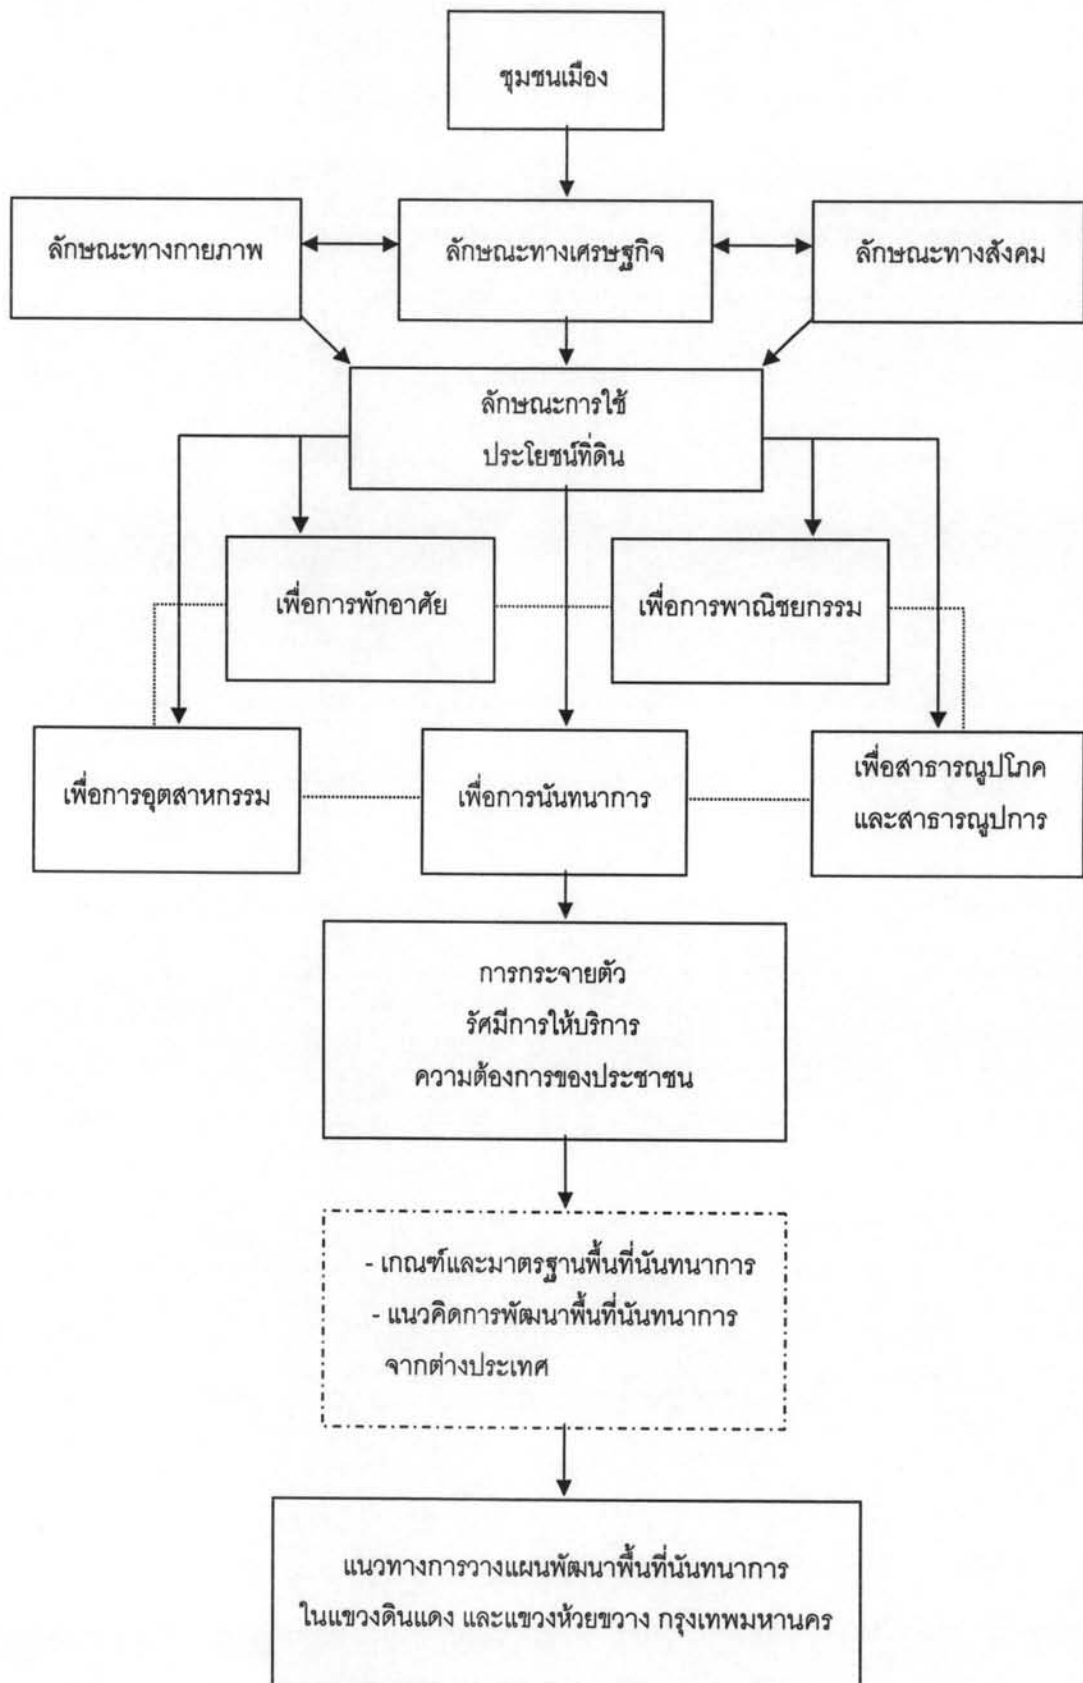 ชุมชนเมือง
ลักษณะทางกายภาพ
ลักษณะทางเศรษฐกิจ
ลักษณะทางสังคม
ลักษณะการใช้
ประโยชน์ที่ดิน
เพื่อการพักอาศัย
เพื่อการพาณิชยกรรม
เพื่อการอุตสาหกรรม
เพื่อการนันทนาการ
เพื่อสาธารณูปโภค
และสาธารณูปการ
การกระจายตัว
รัศมีการให้บริการ
ความต้องการของประชาชน
- เกณฑ์และมาตรฐานพื้นที่นันทนาการ
- แนวคิดการพัฒนาพื้นที่นันทนาการ
จากต่างประเทศ
แนวทางการวางแผนพัฒนาพื้นที่นันทนาการ
ในแขวงดินแดง และแขวงห้วยขวาง กรุงเทพมหานคร